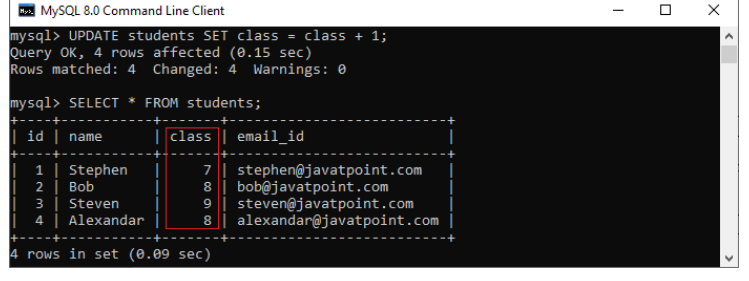 MySQL 8.0 Command Line Client
mysql> UPDATE students SET class = class + 1;
Query OK, 4 rows affected (0.15 sec)
Rows matched: 4  Changed: 4  Warnings: 0
mysql> SELECT * FROM students;
+----+-----------+-------+--------------------------+
| id | name      | class | email_id                 |
+----+-----------+-------+--------------------------+
|  1 | Stephen   |     7 | stephen@javatpoint.com   |
|  2 | Bob       |     8 | bob@javatpoint.com       |
|  3 | Steven    |     9 | steven@javatpoint.com    |
|  4 | Alexandar |     8 | alexandar@javatpoint.com |
+----+-----------+-------+--------------------------+
4 rows in set (0.09 sec)